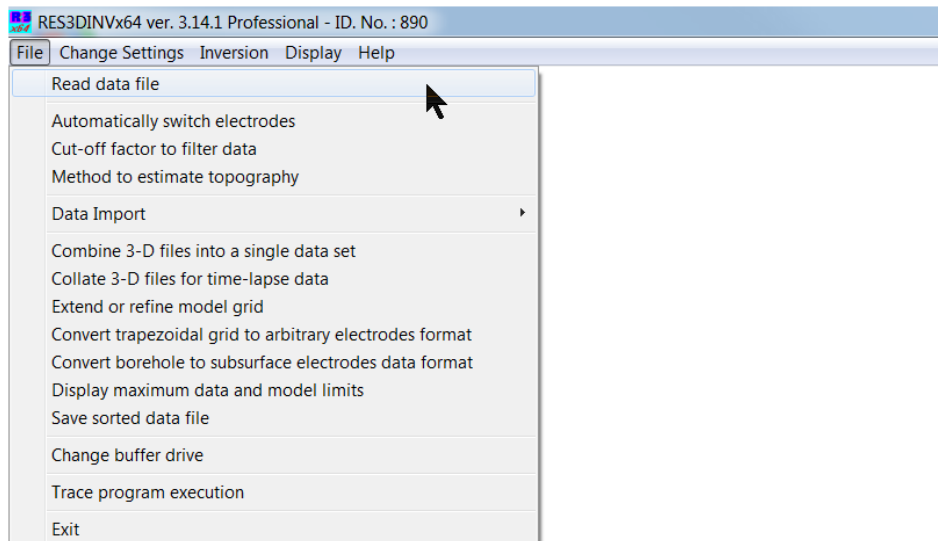 R3
x64
RES3DINVx64 ver. 3.14.1 Professional - ID. No. : 890
File Change Settings Inversion Display Help
Read data file
Automatically switch electrodes
Cut-off factor to filter data
Method to estimate topography
Data Import
Combine 3-D files into a single data set
Collate 3-D files for time-lapse data
Extend or refine model grid
Convert trapezoidal grid to arbitrary electrodes format
Convert borehole to subsurface electrodes data format
Display maximum data and model limits
Save sorted data file
Change buffer drive
Trace program execution
Exit